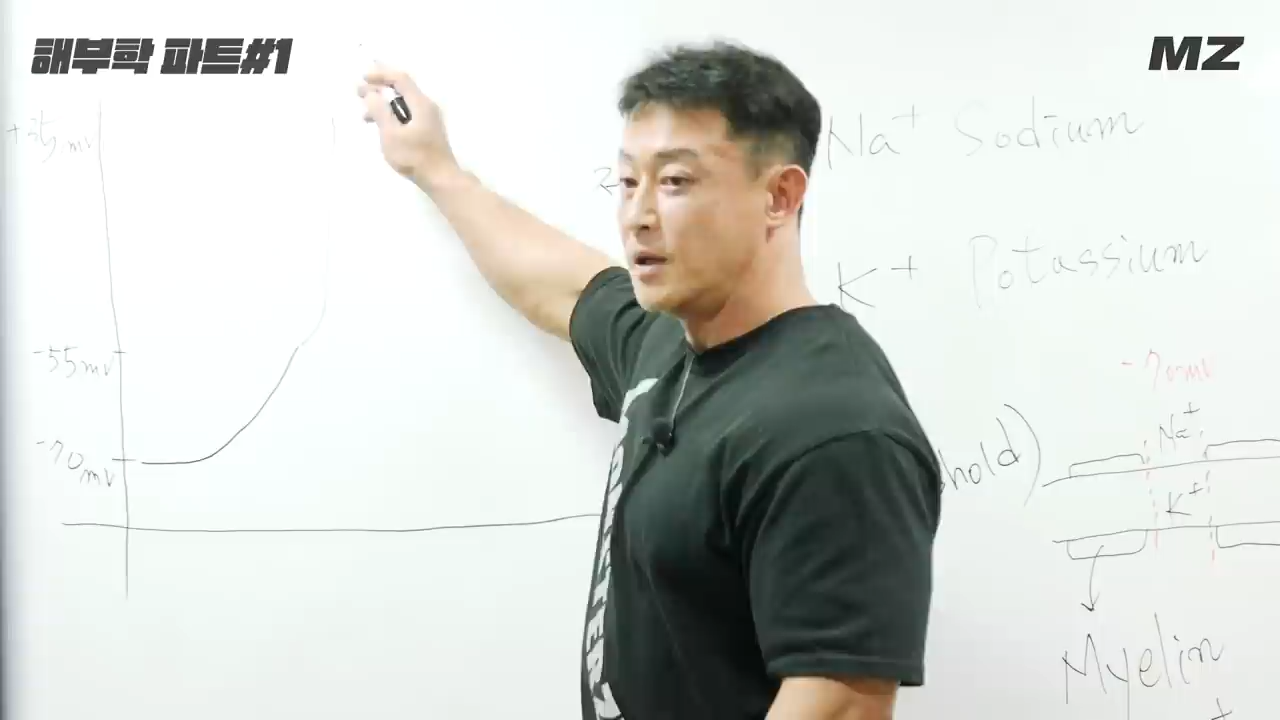 해부학 파트#1
MZ
+35mv
Na+ Sodium
K+ Potassium
-55mv
-70mv
-70mv
Na+
hold)
K+
Myelin
+